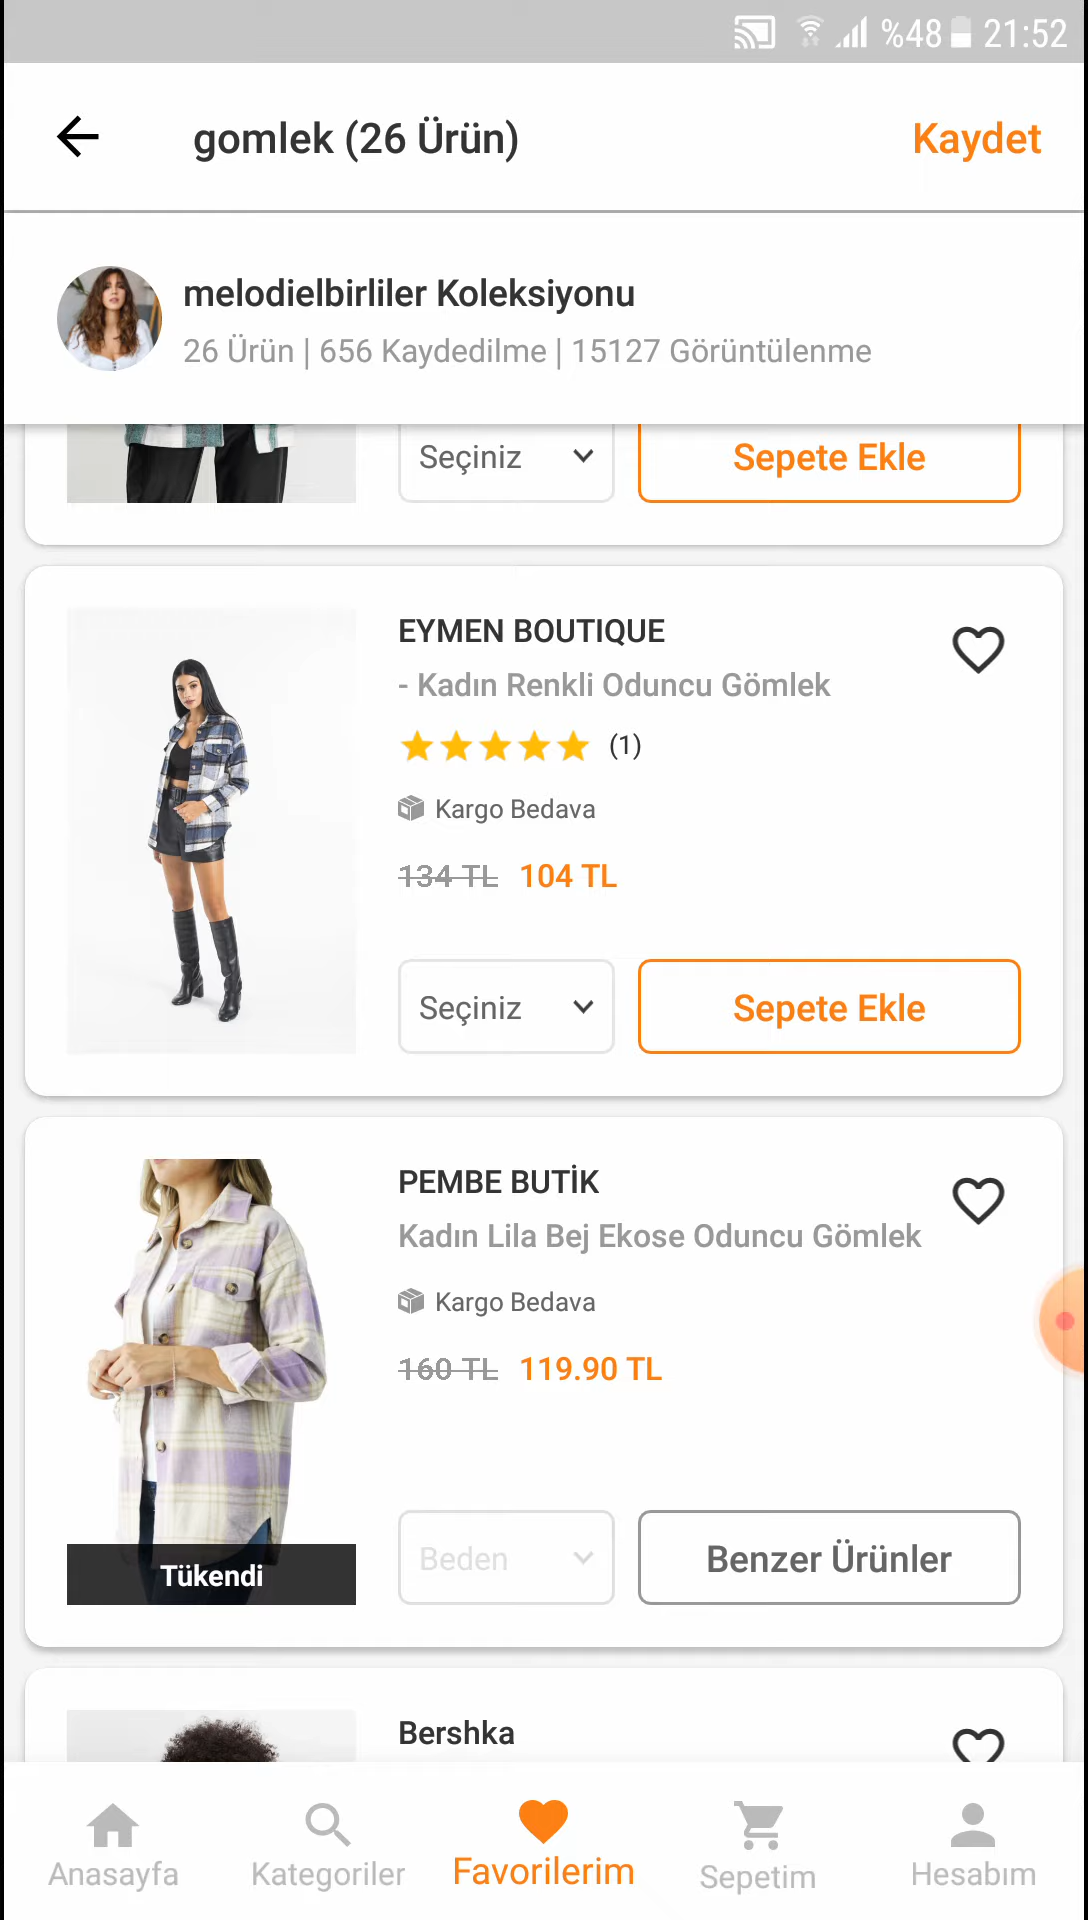 %48 21:52
gomlek (26 Ürün)
Kaydet
melodielbirliler Koleksiyonu
26 Ürün | 656 Kaydedilme | 15127 Görüntülenme
Seçiniz
Sepete Ekle
EYMEN BOUTIQUE
- Kadın Renkli Oduncu Gömlek
(1)
Kargo Bedava
134 TL 104 TL
Seçiniz
Sepete Ekle
PEMBE BUTİK
Kadın Lila Bej Ekose Oduncu Gömlek
Kargo Bedava
160 TL 119.90 TL
Tükendi
Beden
Benzer Ürünler
Bershka
Anasayfa
Kategoriler
Favorilerim
Sepetim
Hesabım